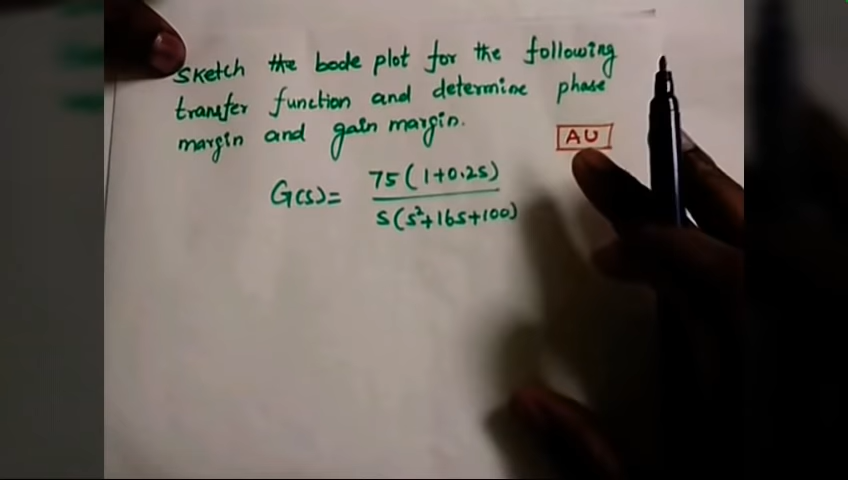 Sketch the bode plot for the following
transfer function and determine phase
margin and gain margin.
AU
G(s)= 75(1+0.2s)
s(s²+16s+100)